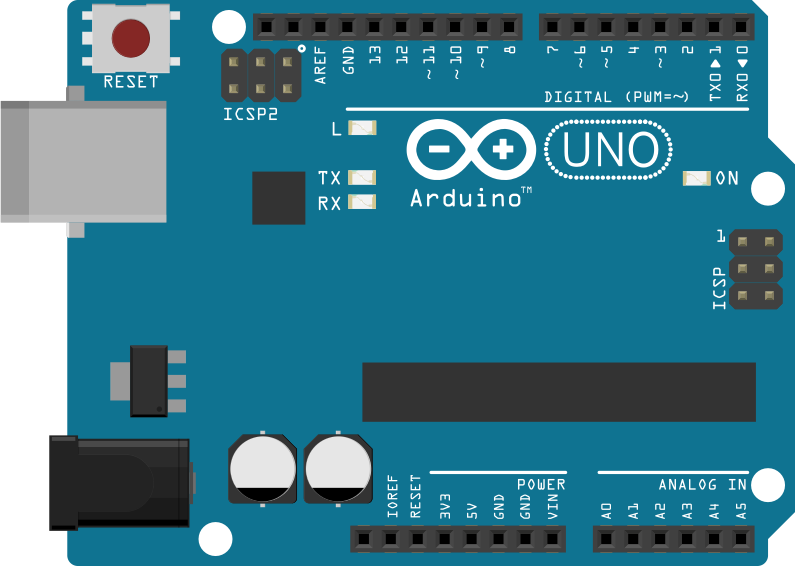 RESET
ICSP2
AREF
GND
13
12
~11
~10
~9
8
7
~6
~5
4
~3
2
TX0▶1
RX0◀0
DIGITAL (PWM=~)
L
TX
RX
Arduino™
UNO
ON
1
ICSP
POWER
ANALOG IN
IOREF
RESET
3V3
5V
GND
GND
VIN
A0
A1
A2
A3
A4
A5